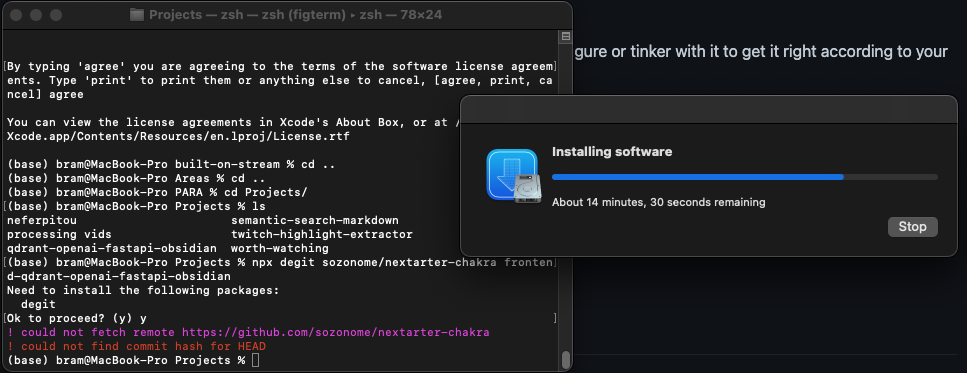 Projects — zsh — zsh (figterm) ▸ zsh — 78×24
[By typing 'agree' you are agreeing to the terms of the software license agreem]
ents. Type 'print' to print them or anything else to cancel, [agree, print, ca
ncel] agree
You can view the license agreements in Xcode's About Box, or at /
Xcode.app/Contents/Resources/en.lproj/License.rtf
(base) bram@MacBook-Pro built-on-stream % cd ..
(base) bram@MacBook-Pro Areas % cd ..
(base) bram@MacBook-Pro PARA % cd Projects/
[(base) bram@MacBook-Pro Projects % ls
neferpitou semantic-search-markdown
processing vids twitch-highlight-extractor
qdrant-openai-fastapi-obsidian worth-watching
[(base) bram@MacBook-Pro Projects % npx degit sozonome/nextarter-chakra fronten]
d-qdrant-openai-fastapi-obsidian
Need to install the following packages:
degit
[Ok to proceed? (y) y ]
! could not fetch remote https://github.com/sozonome/nextarter-chakra
! could not find commit hash for HEAD
(base) bram@MacBook-Pro Projects %
gure or tinker with it to get it right according to your
Installing software
About 14 minutes, 30 seconds remaining
Stop